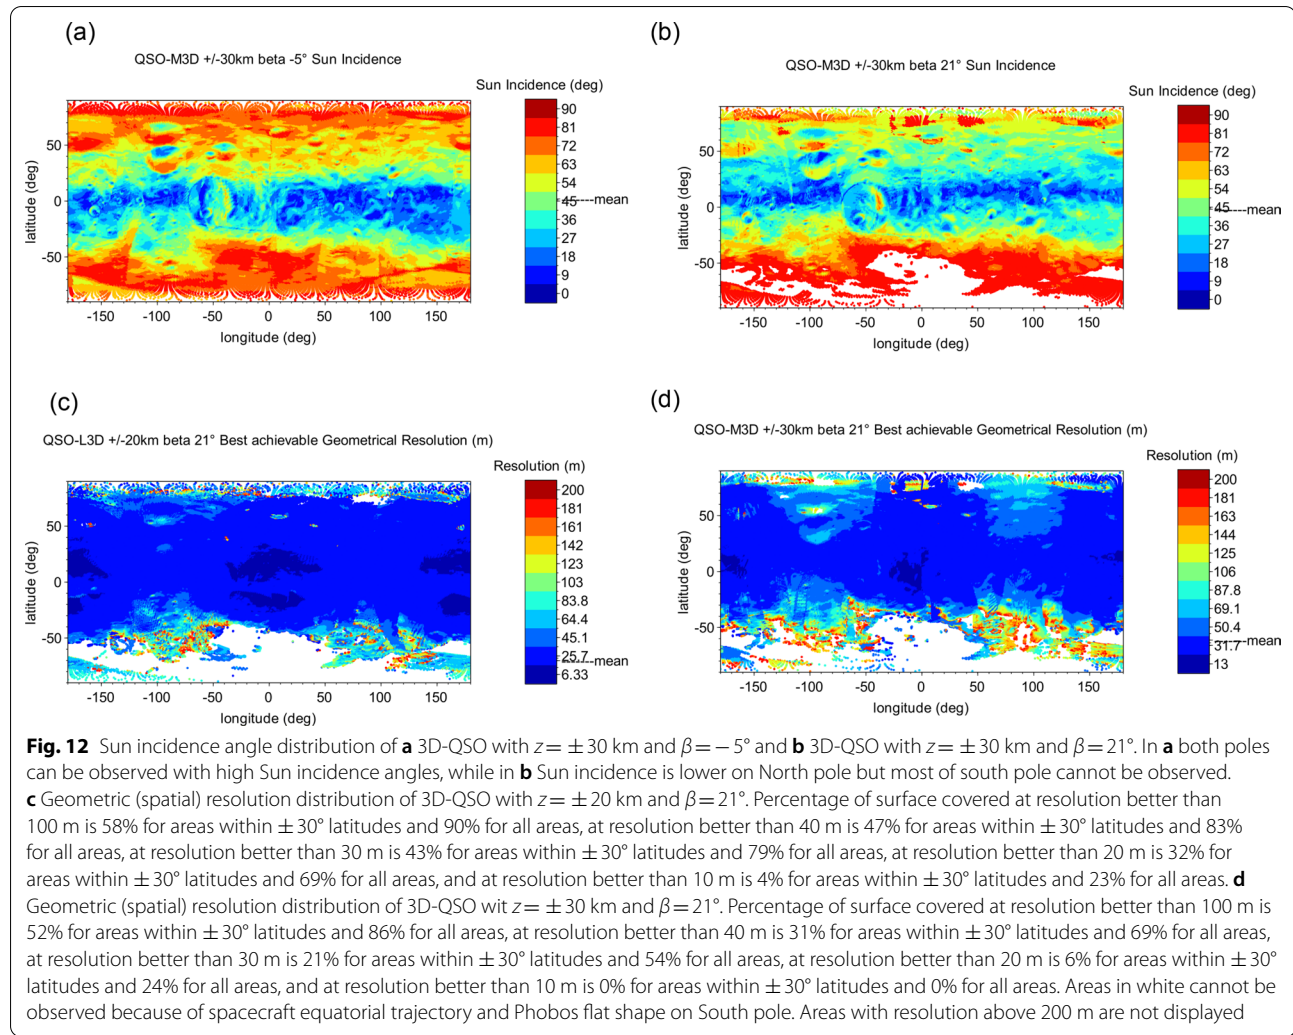 (a)
QSO-M3D +/-30km beta -5° Sun Incidence
Sun Incidence (deg)
90
81
72
63
54
45------mean
36
27
18
9
0
latitude (deg)
50
0
-50
-150 -100 -50 0 50 100 150
longitude (deg)
(b)
QSO-M3D +/-30km beta 21° Sun Incidence
Sun Incidence (deg)
90
81
72
63
54
45------mean
36
27
18
9
0
latitude (deg)
50
0
-50
-150 -100 -50 0 50 100 150
longitude (deg)
(c)
QSO-L3D +/-20km beta 21° Best achievable Geometrical Resolution (m)
Resolution (m)
200
181
161
142
123
103
83.8
64.4
45.1
25.7
------mean
6.33
latitude (deg)
50
0
-50
-150 -100 -50 0 50 100 150
longitude (deg)
(d)
QSO-M3D +/-30km beta 21° Best achievable Geometrical Resolution (m)
Resolution (m)
200
181
163
144
125
106
87.8
69.1
50.4
------mean
31.7
13
latitude (deg)
50
0
-50
-150 -100 -50 0 50 100 150
longitude (deg)
Fig. 12 Sun incidence angle distribution of a 3D-QSO with z = ±30 km and β = −5° and b 3D-QSO with z = ±30 km and β = 21°. In a both poles
can be observed with high Sun incidence angles, while in b Sun incidence is lower on North pole but most of south pole cannot be observed.
c Geometric (spatial) resolution distribution of 3D-QSO with z = ±20 km and β = 21°. Percentage of surface covered at resolution better than
100 m is 58% for areas within ±30° latitudes and 90% for all areas, at resolution better than 40 m is 47% for areas within ±30° latitudes and 83%
for all areas, at resolution better than 30 m is 43% for areas within ±30° latitudes and 79% for all areas, at resolution better than 20 m is 32% for
areas within ±30° latitudes and 69% for all areas, and at resolution better than 10 m is 4% for areas within ±30° latitudes and 23% for all areas. d
Geometric (spatial) resolution distribution of 3D-QSO wit z = ±30 km and β = 21°. Percentage of surface covered at resolution better than 100 m is
52% for areas within ±30° latitudes and 86% for all areas, at resolution better than 40 m is 31% for areas within ±30° latitudes and 69% for all areas,
at resolution better than 30 m is 21% for areas within ±30° latitudes and 54% for all areas, at resolution better than 20 m is 6% for areas within ±30°
latitudes and 24% for all areas, and at resolution better than 10 m is 0% for areas within ±30° latitudes and 0% for all areas. Areas in white cannot be
observed because of spacecraft equatorial trajectory and Phobos flat shape on South pole. Areas with resolution above 200 m are not displayed